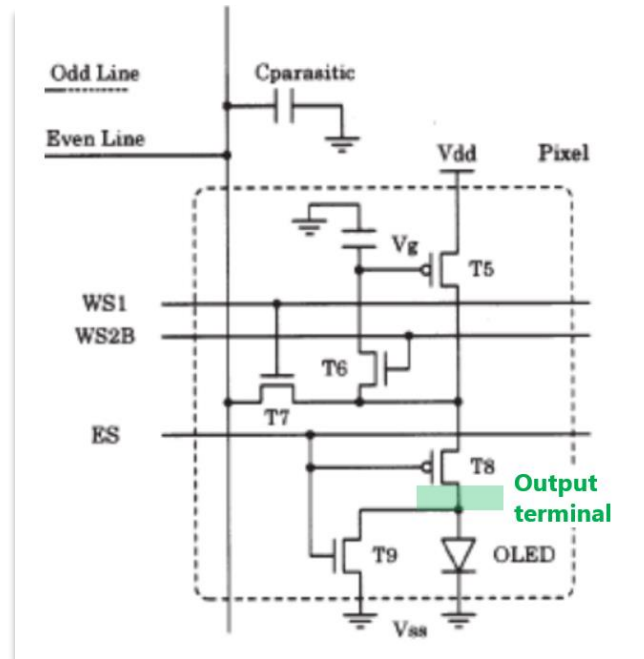 Odd Line
Cparasitic
Even Line
Vdd
Pixel
Vg
T5
WS1
WS2B
T6
T7
ES
T8
Output
terminal
T9
OLED
Vss